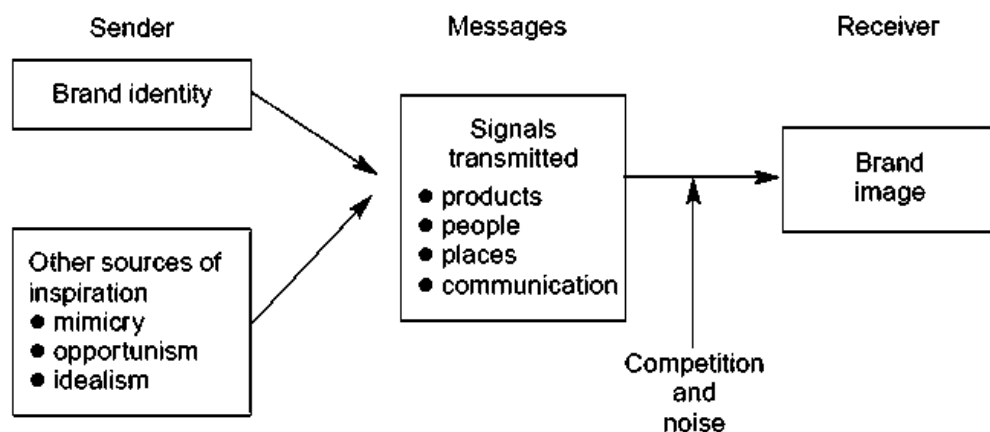 Sender
Messages
Receiver
Brand identity
Signals
transmitted
● products
● people
● places
● communication
Brand
image
Other sources of
inspiration
● mimicry
● opportunism
● idealism
Competition
and
noise